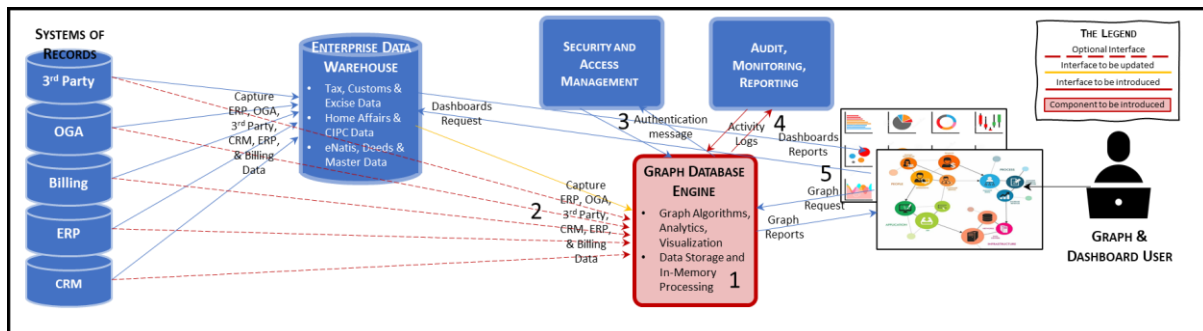 SYSTEMS OF
RECORDS
3rd Party
OGA
Billing
ERP
CRM
Capture
ERP, OGA,
3rd Party,
CRM, ERP,
& Billing
Data
ENTERPRISE DATA
WAREHOUSE
• Tax, Customs &
Excise Data
• Home Affairs &
CIPC Data
• eNatis, Deeds &
Master Data
SECURITY AND
ACCESS
MANAGEMENT
AUDIT,
MONITORING,
REPORTING
Dashboards
Request
3
Authentication
message
Activity
Logs
4
Dashboards
Reports
2
Capture
ERP, OGA,
3rd Party,
CRM, ERP,
& Billing
Data
GRAPH DATABASE
ENGINE
• Graph Algorithms,
Analytics,
Visualization
• Data Storage and
In-Memory
Processing
1
5
Graph
Request
Graph
Reports
THE LEGEND
Optional Interface
Interface to be updated
Interface to be introduced
Component to be introduced
GRAPH &
DASHBOARD USER